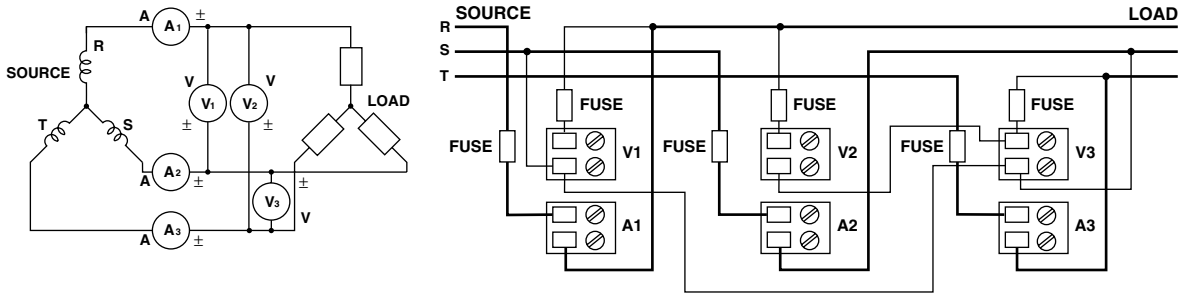 A ± A1
R
SOURCE
V V1 ±
V V2 ±
LOAD
T S
A A2 ±
V3 ± V
A A3 ±
SOURCE LOAD
R
S
T
FUSE FUSE FUSE
FUSE FUSE FUSE
V1 V2 V3
A1 A2 A3